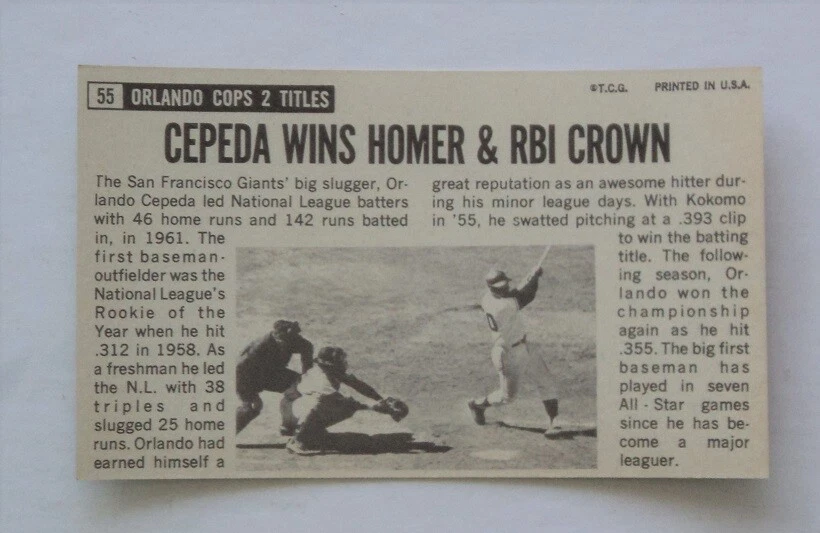 55 ORLANDO COPS 2 TITLES
©T.C.G. PRINTED IN U.S.A.
CEPEDA WINS HOMER & RBI CROWN
The San Francisco Giants' big slugger, Or-
lando Cepeda led National League batters
with 46 home runs and 142 runs batted
in, in 1961. The
first baseman-
outfielder was the
National League's
Rookie of the
Year when he hit
.312 in 1958. As
a freshman he led
the N.L. with 38
triples and
slugged 25 home
runs. Orlando had
earned himself a
great reputation as an awesome hitter dur-
ing his minor league days. With Kokomo
in '55, he swatted pitching at a .393 clip
to win the batting
title. The follow-
ing season, Or-
lando won the
championship
again as he hit
.355. The big first
baseman has
played in seven
All-Star games
since he has be-
come a major
leaguer.